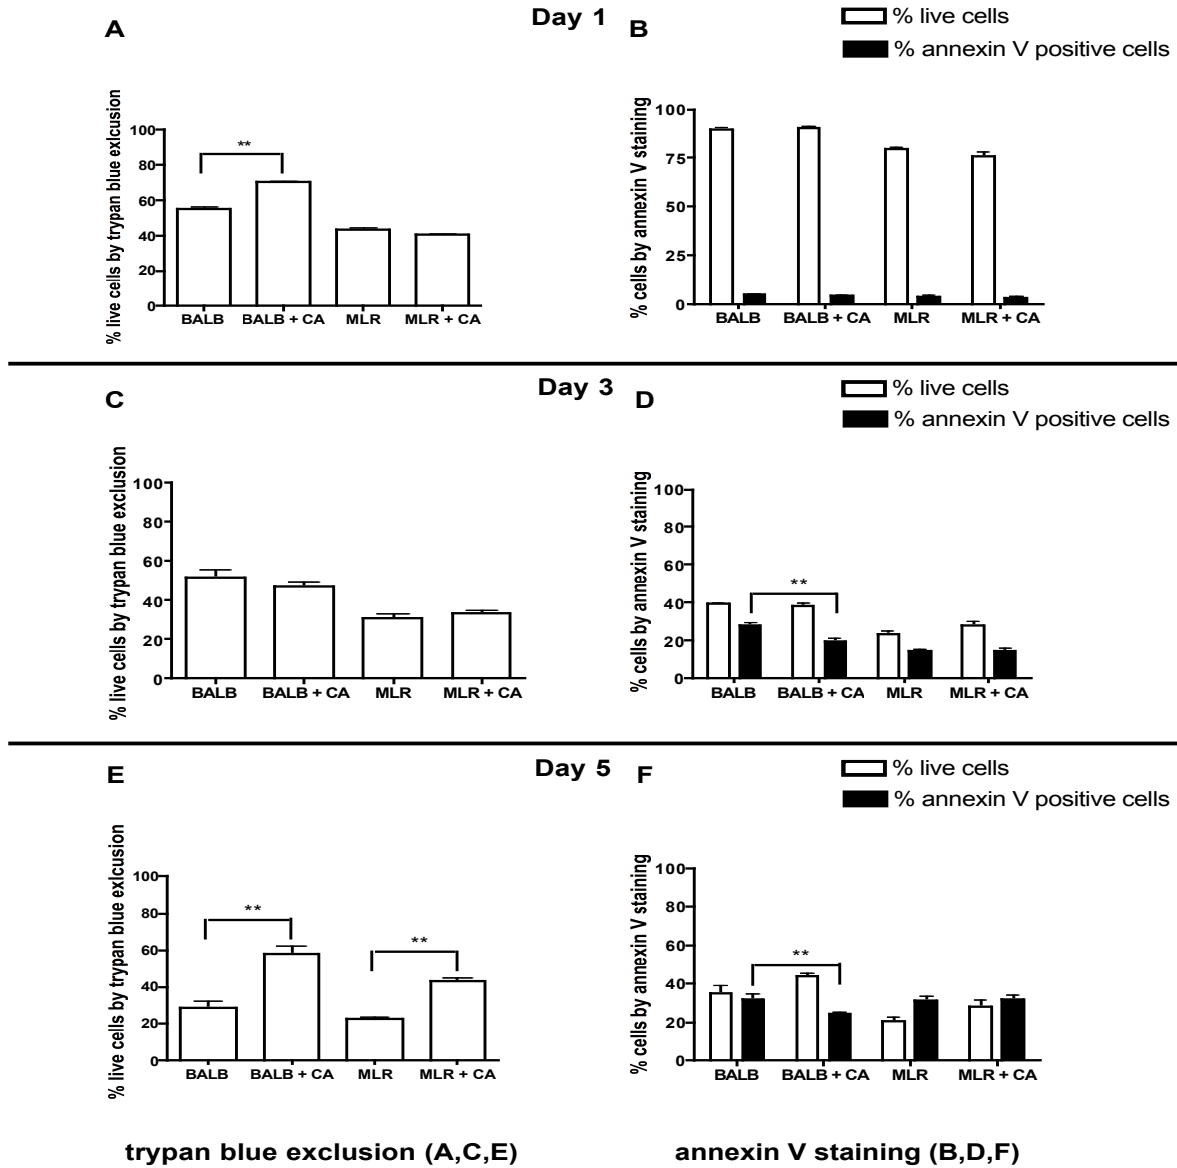 Day 1
A
% live cells by trypan blue exlcusion
100
80
60
40
20
0
**
BALB
BALB + CA
MLR
MLR + CA
B
% live cells
% annexin V positive cells
% cells by annexin V staining
100
75
50
25
0
BALB
BALB + CA
MLR
MLR + CA
Day 3
C
% live cells by trypan blue exclusion
100
80
60
40
20
0
BALB
BALB + CA
MLR
MLR + CA
D
% live cells
% annexin V positive cells
% cells by annexin V staining
100
80
60
40
20
0
**
BALB
BALB + CA
MLR
MLR + CA
Day 5
E
% live cells by trypan blue exlcusion
100
80
60
40
20
0
**
**
BALB
BALB + CA
MLR
MLR + CA
F
% live cells
% annexin V positive cells
% cells by annexin V staining
100
80
60
40
20
0
**
BALB
BALB + CA
MLR
MLR + CA
trypan blue exclusion (A,C,E)
annexin V staining (B,D,F)